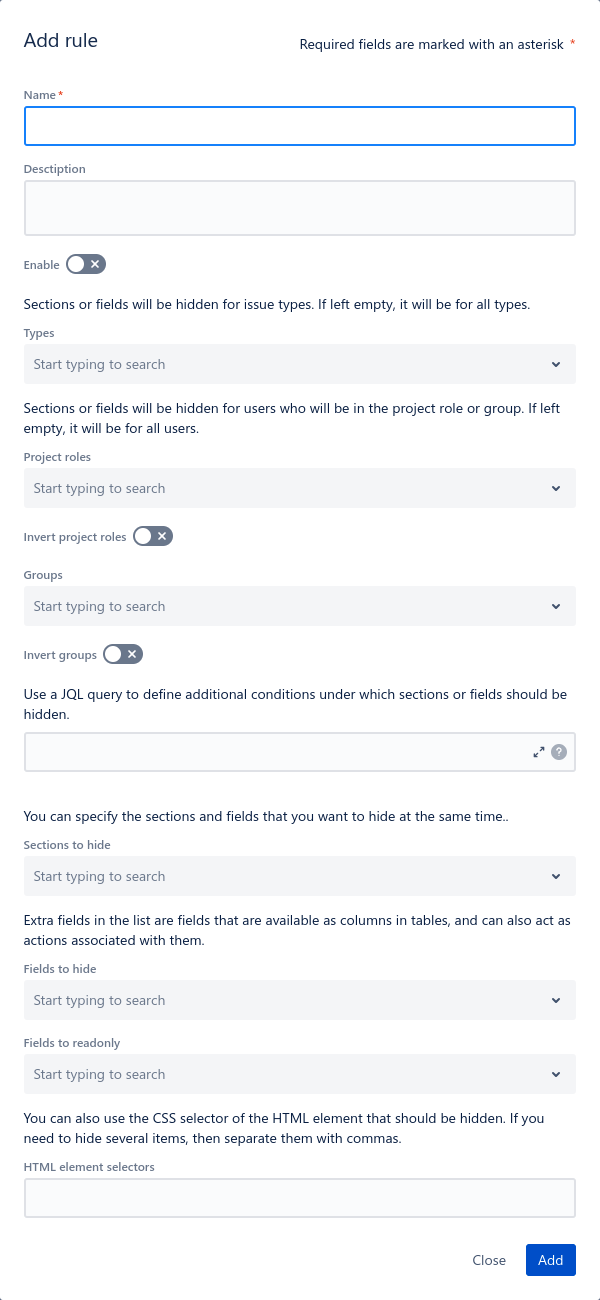 Add rule
Required fields are marked with an asterisk *
Name *
Desctiption
Enable
Sections or fields will be hidden for issue types. If left empty, it will be for all types.
Types
Start typing to search
Sections or fields will be hidden for users who will be in the project role or group. If left
empty, it will be for all users.
Project roles
Start typing to search
Invert project roles
Groups
Start typing to search
Invert groups
Use a JQL query to define additional conditions under which sections or fields should be
hidden.
?
You can specify the sections and fields that you want to hide at the same time..
Sections to hide
Start typing to search
Extra fields in the list are fields that are available as columns in tables, and can also act as
actions associated with them.
Fields to hide
Start typing to search
Fields to readonly
Start typing to search
You can also use the CSS selector of the HTML element that should be hidden. If you
need to hide several items, then separate them with commas.
HTML element selectors
Close Add